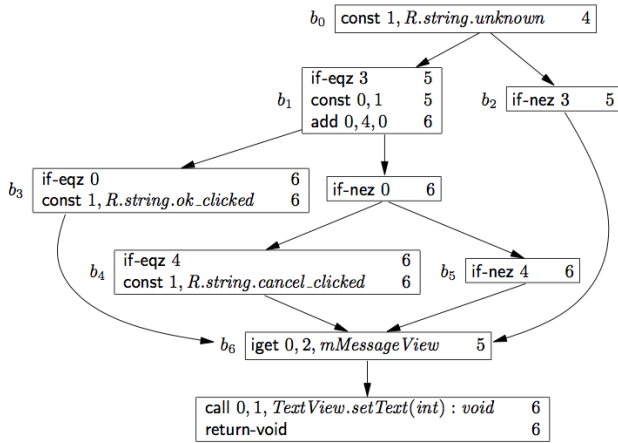 b0 const 1, R.string.unknown 4
b1 if-eqz 3 5
const 0, 1 5
add 0, 4, 0 6
b2 if-nez 3 5
b3 if-eqz 0 6
const 1, R.string.ok_clicked 6
if-nez 0 6
b4 if-eqz 4 6
const 1, R.string.cancel_clicked 6
b5 if-nez 4 6
b6 iget 0, 2, mMessageView 5
call 0, 1, TextView.setText(int) : void 6
return-void 6